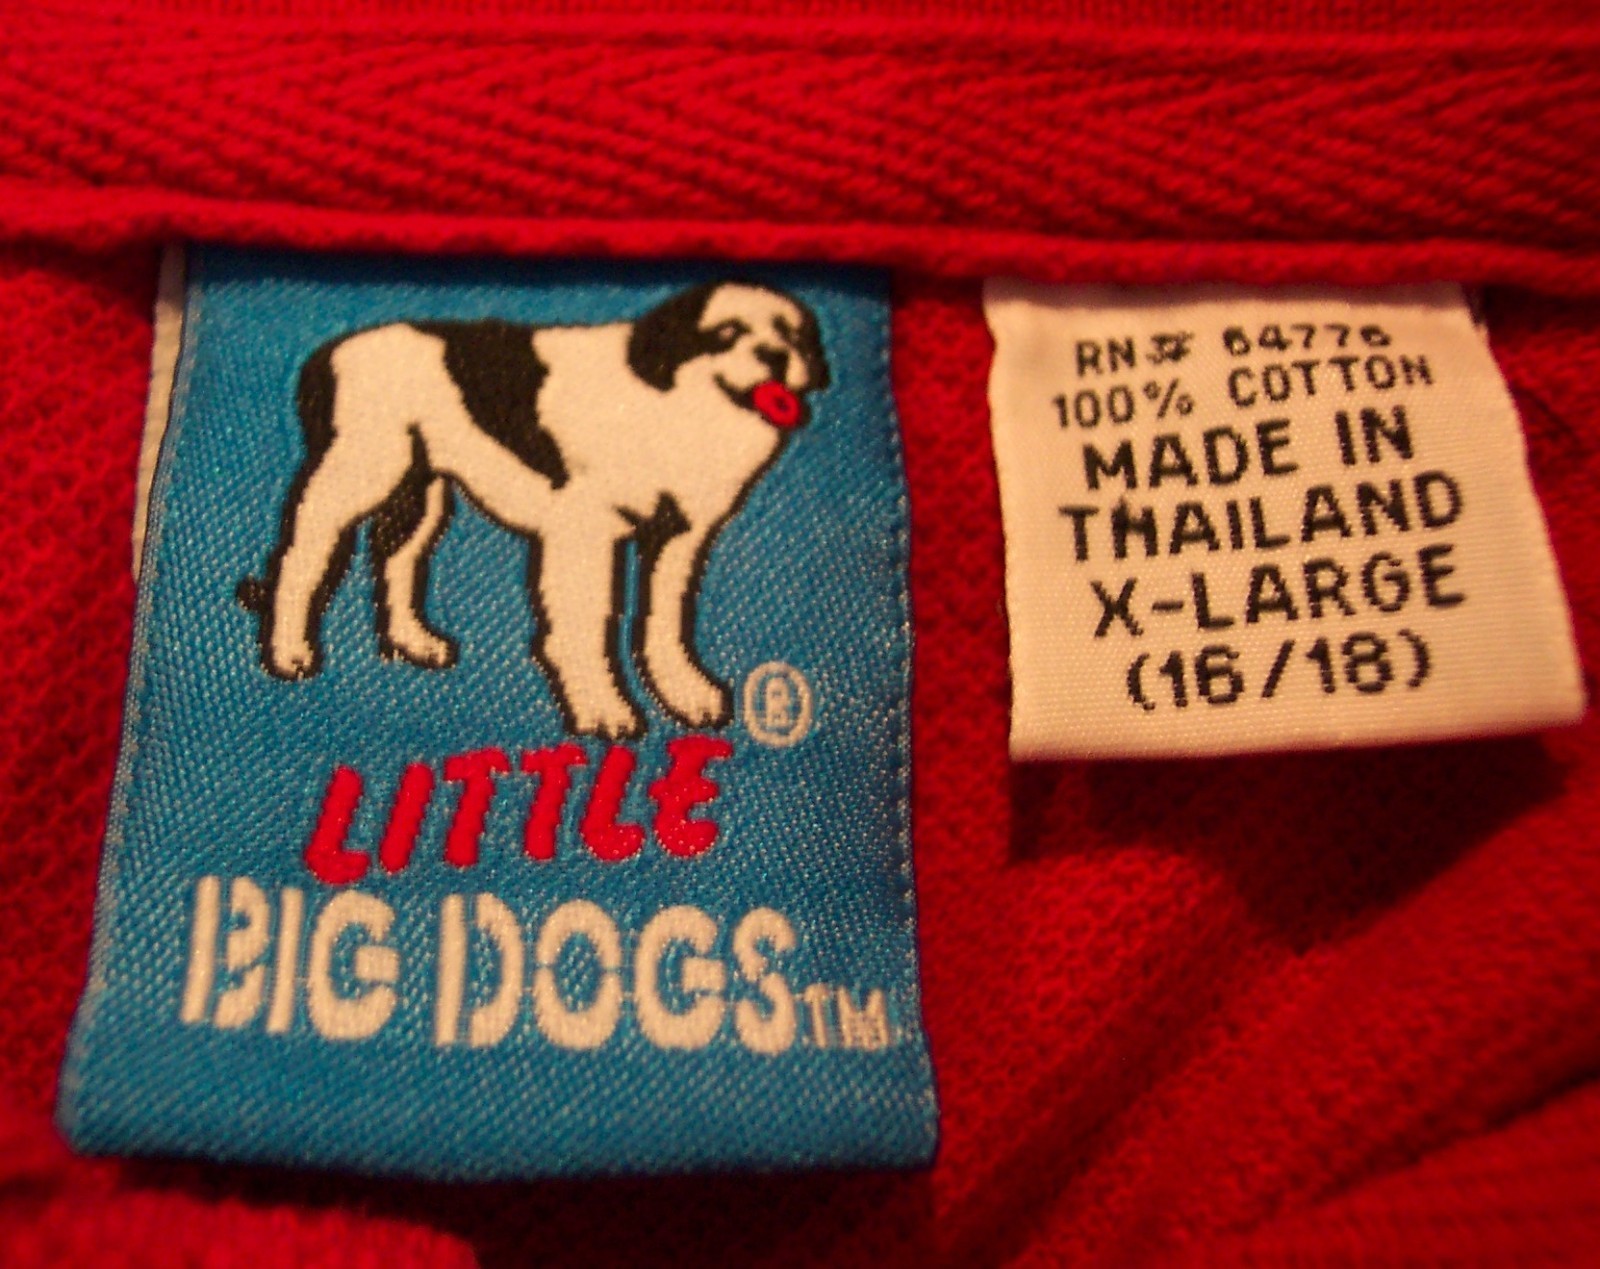 ®
LITTLE
BIG DOGS™
RN# 64776
100% COTTON
MADE IN
THAILAND
X-LARGE
(16/18)